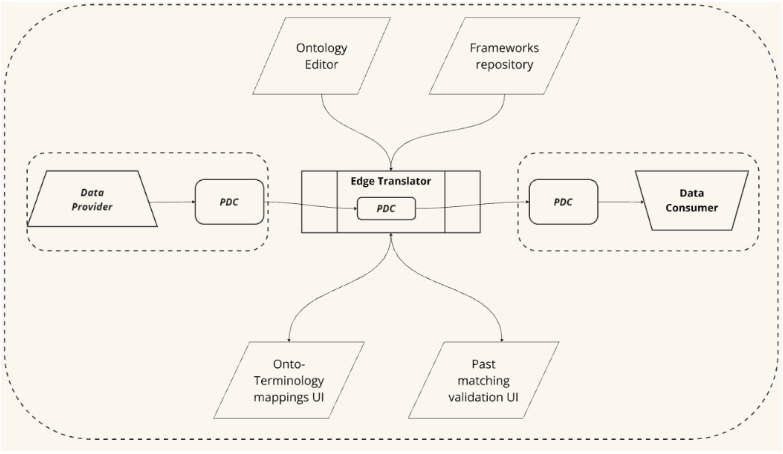 Ontology
Editor
Frameworks
repository
Data
Provider
PDC
Edge Translator
PDC
PDC
Data
Consumer
Onto-
Terminology
mappings UI
Past
matching
validation UI